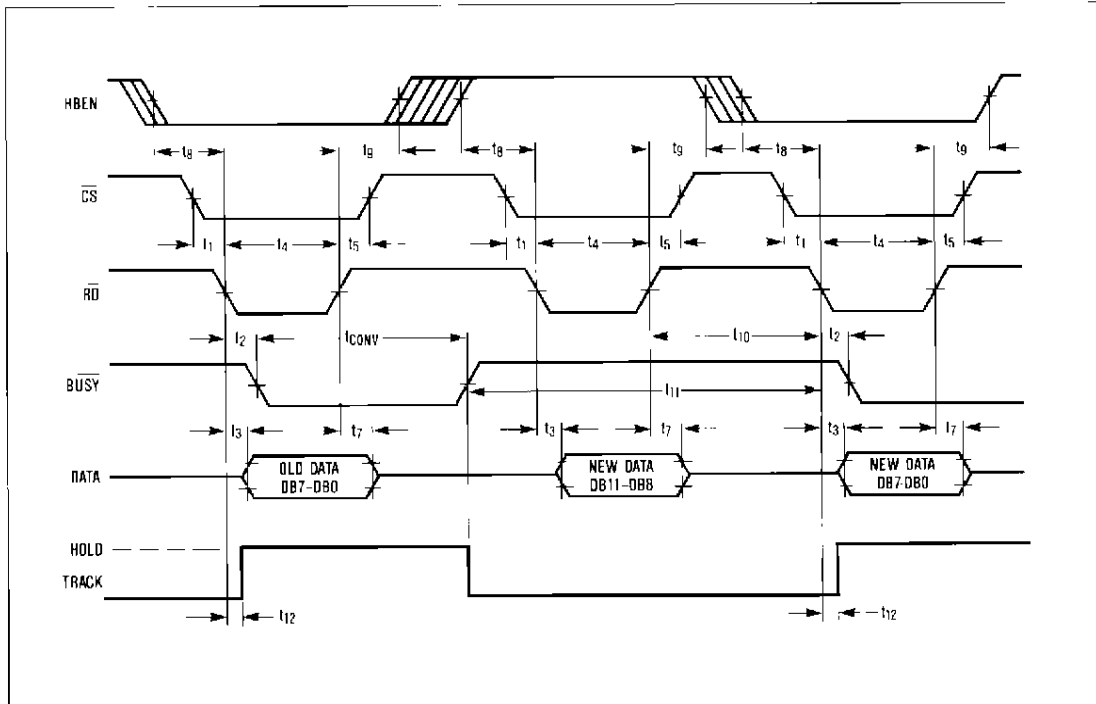 HBEN
t8 t9 t8 t9 t8 t9
CS
t1 t4 t5 t1 t4 t5 t1 t4 t5
RD
t2 tCONV t10 t2
BUSY
t11
t3 t7 t3 t7 t3 t7
DATA
OLD DATA
DB7-DB0
NEW DATA
DB11-DB8
NEW DATA
DB7-DB0
HOLD
TRACK
t12 t12